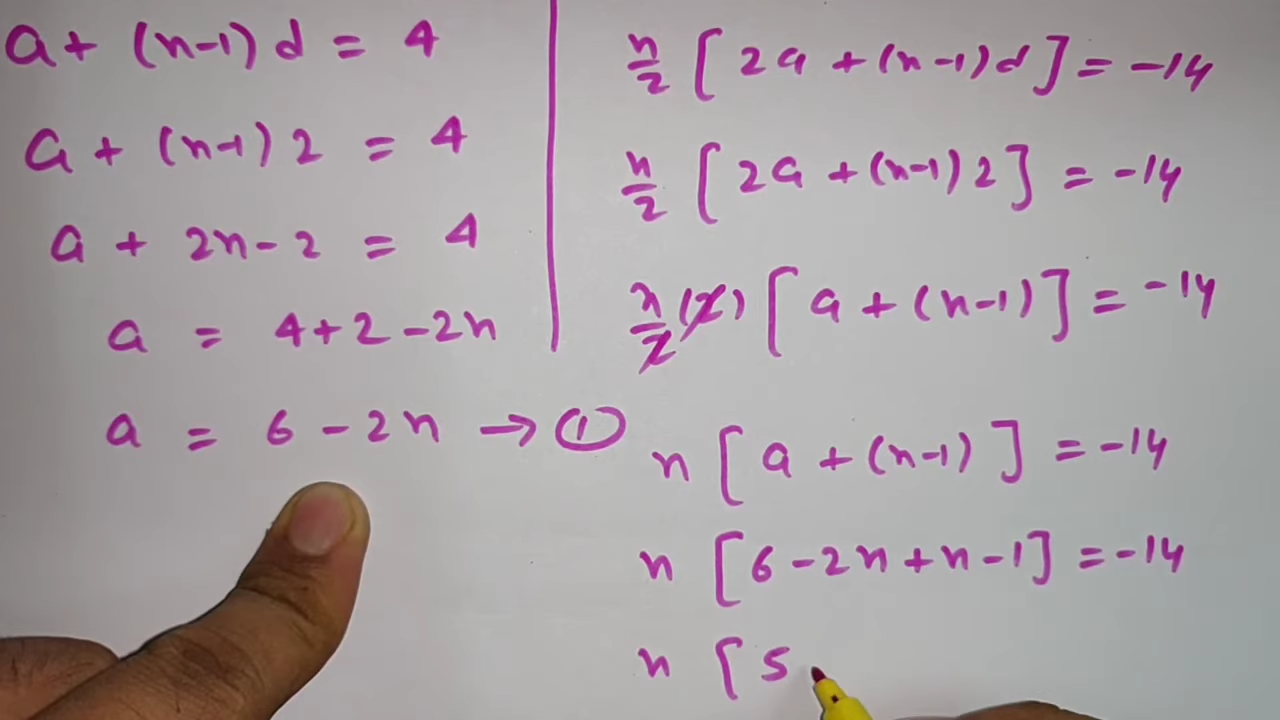 a + (n-1) d = 4
a + (n-1) 2 = 4
a + 2n - 2 = 4
a = 4+2-2n
a = 6 - 2n → ①
n/2 [ 2a + (n-1)d ] = -14
n/2 [ 2a + (n-1) 2 ] = -14
n/2 (2) [ a + (n-1) ] = -14
n [ a + (n-1) ] = -14
n [ 6 - 2n + n - 1 ] = -14
n [ 5